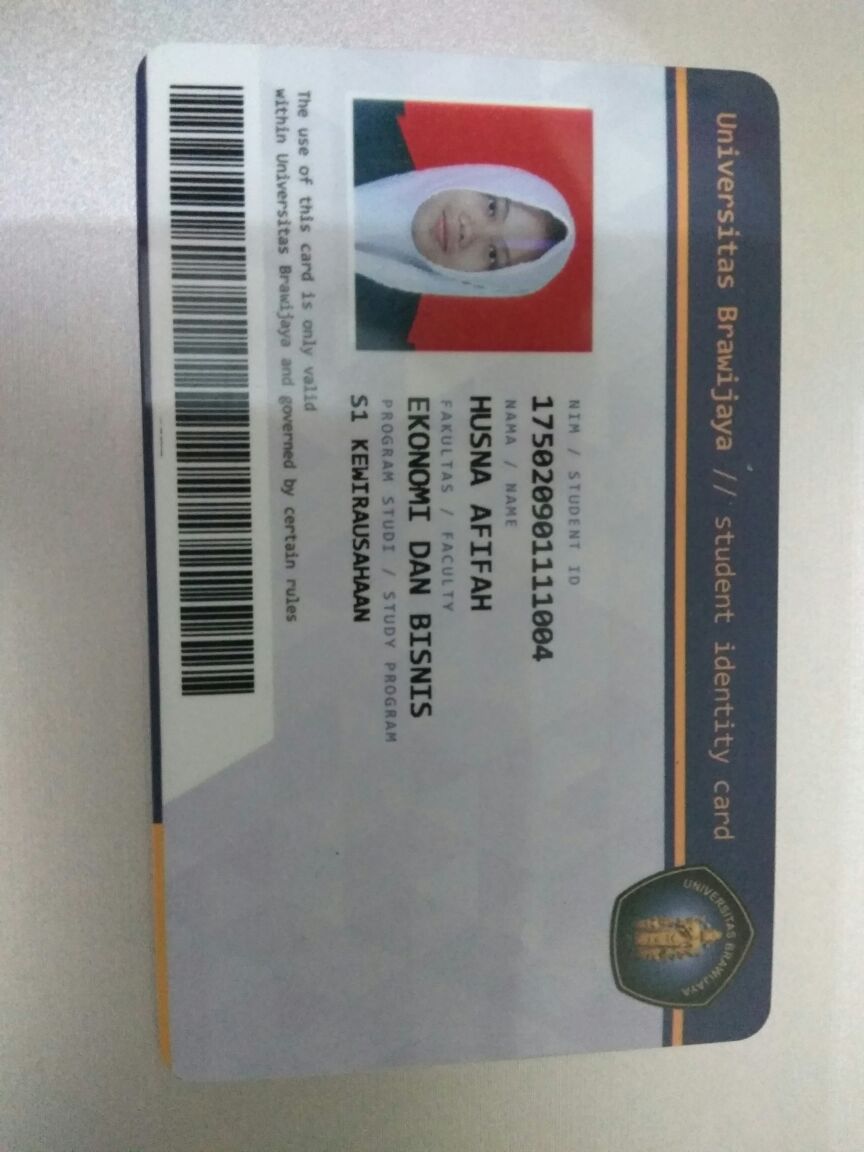 Universitas Brawijaya // student identity card
UNIVERSITAS BRAWIJAYA
NIM / STUDENT ID
175020901111004
NAMA / NAME
HUSNA AFIFAH
FAKULTAS / FACULTY
EKONOMI DAN BISNIS
PROGRAM STUDI / STUDY PROGRAM
S1 KEWIRAUSAHAAN
The use of this card is only valid
within Universitas Brawijaya and governed by certain rules